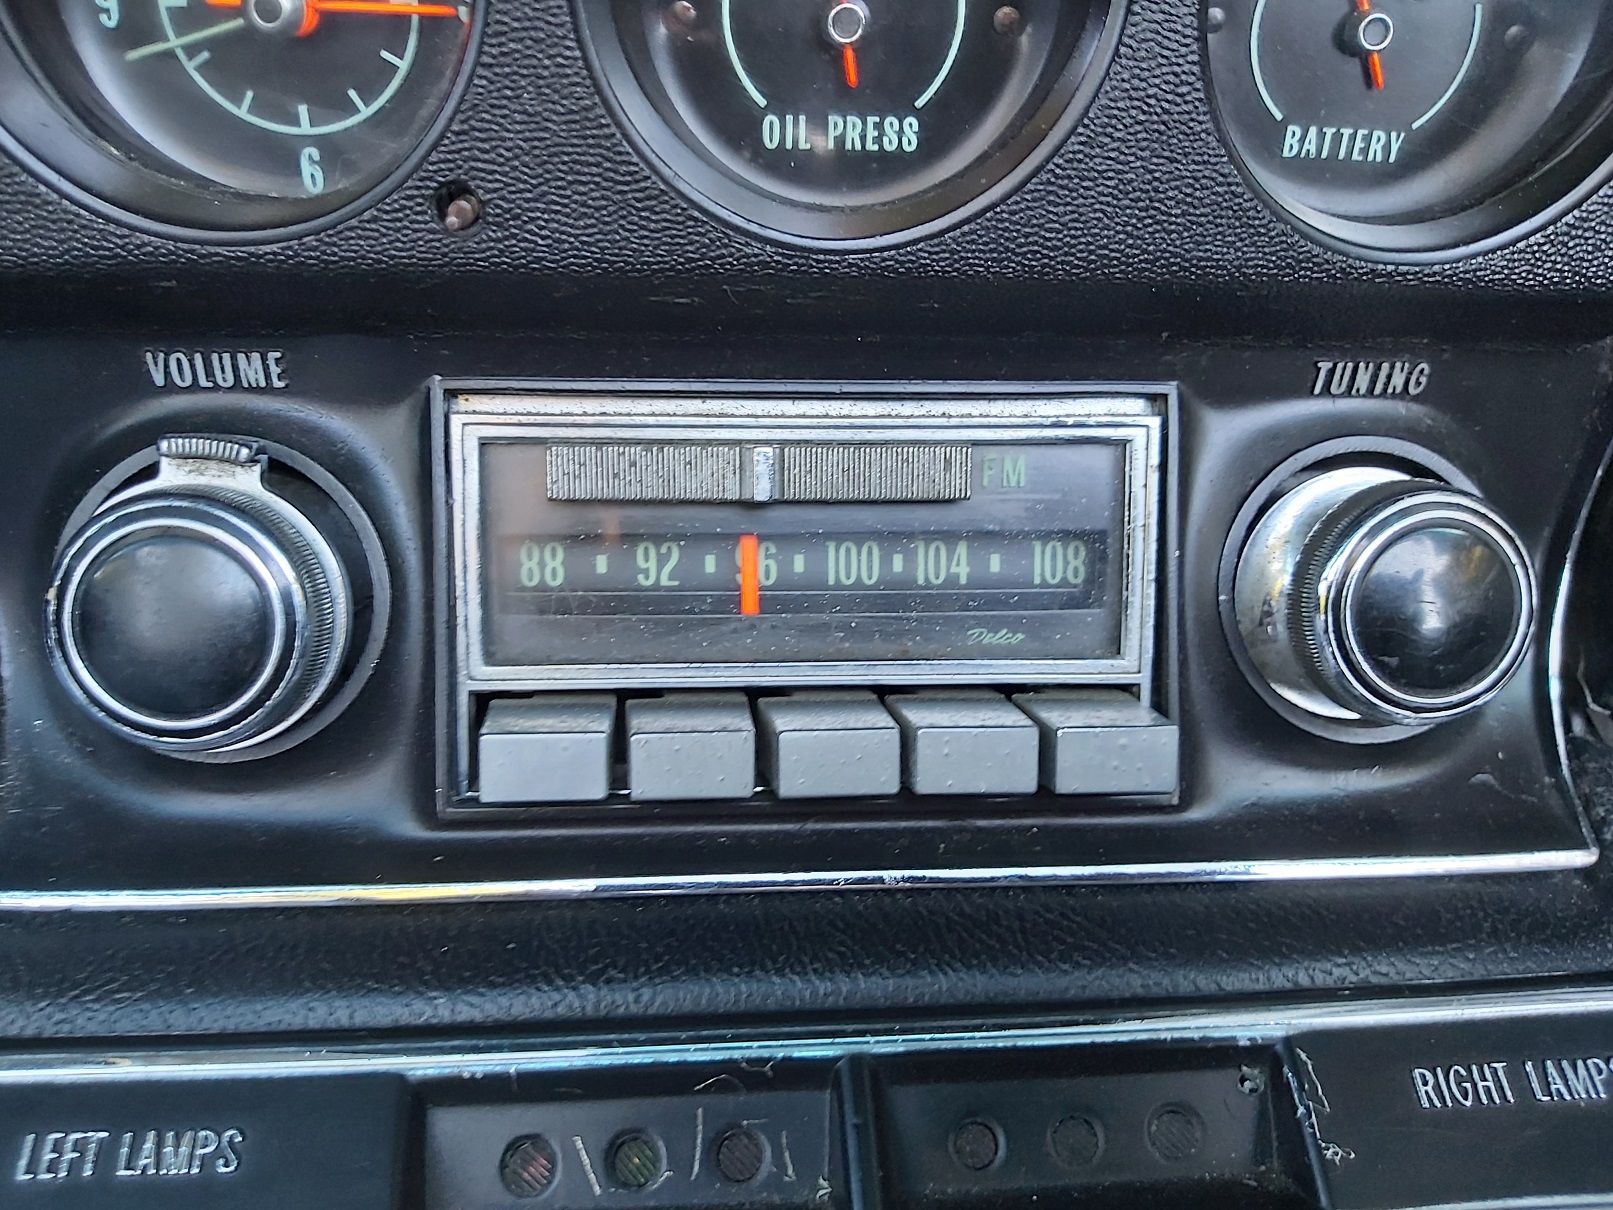 9
6
OIL PRESS
BATTERY
VOLUME
TUNING
FM
88 · 92 · 96 · 100 · 104 · 108
Delco
LEFT LAMPS
RIGHT LAMPS